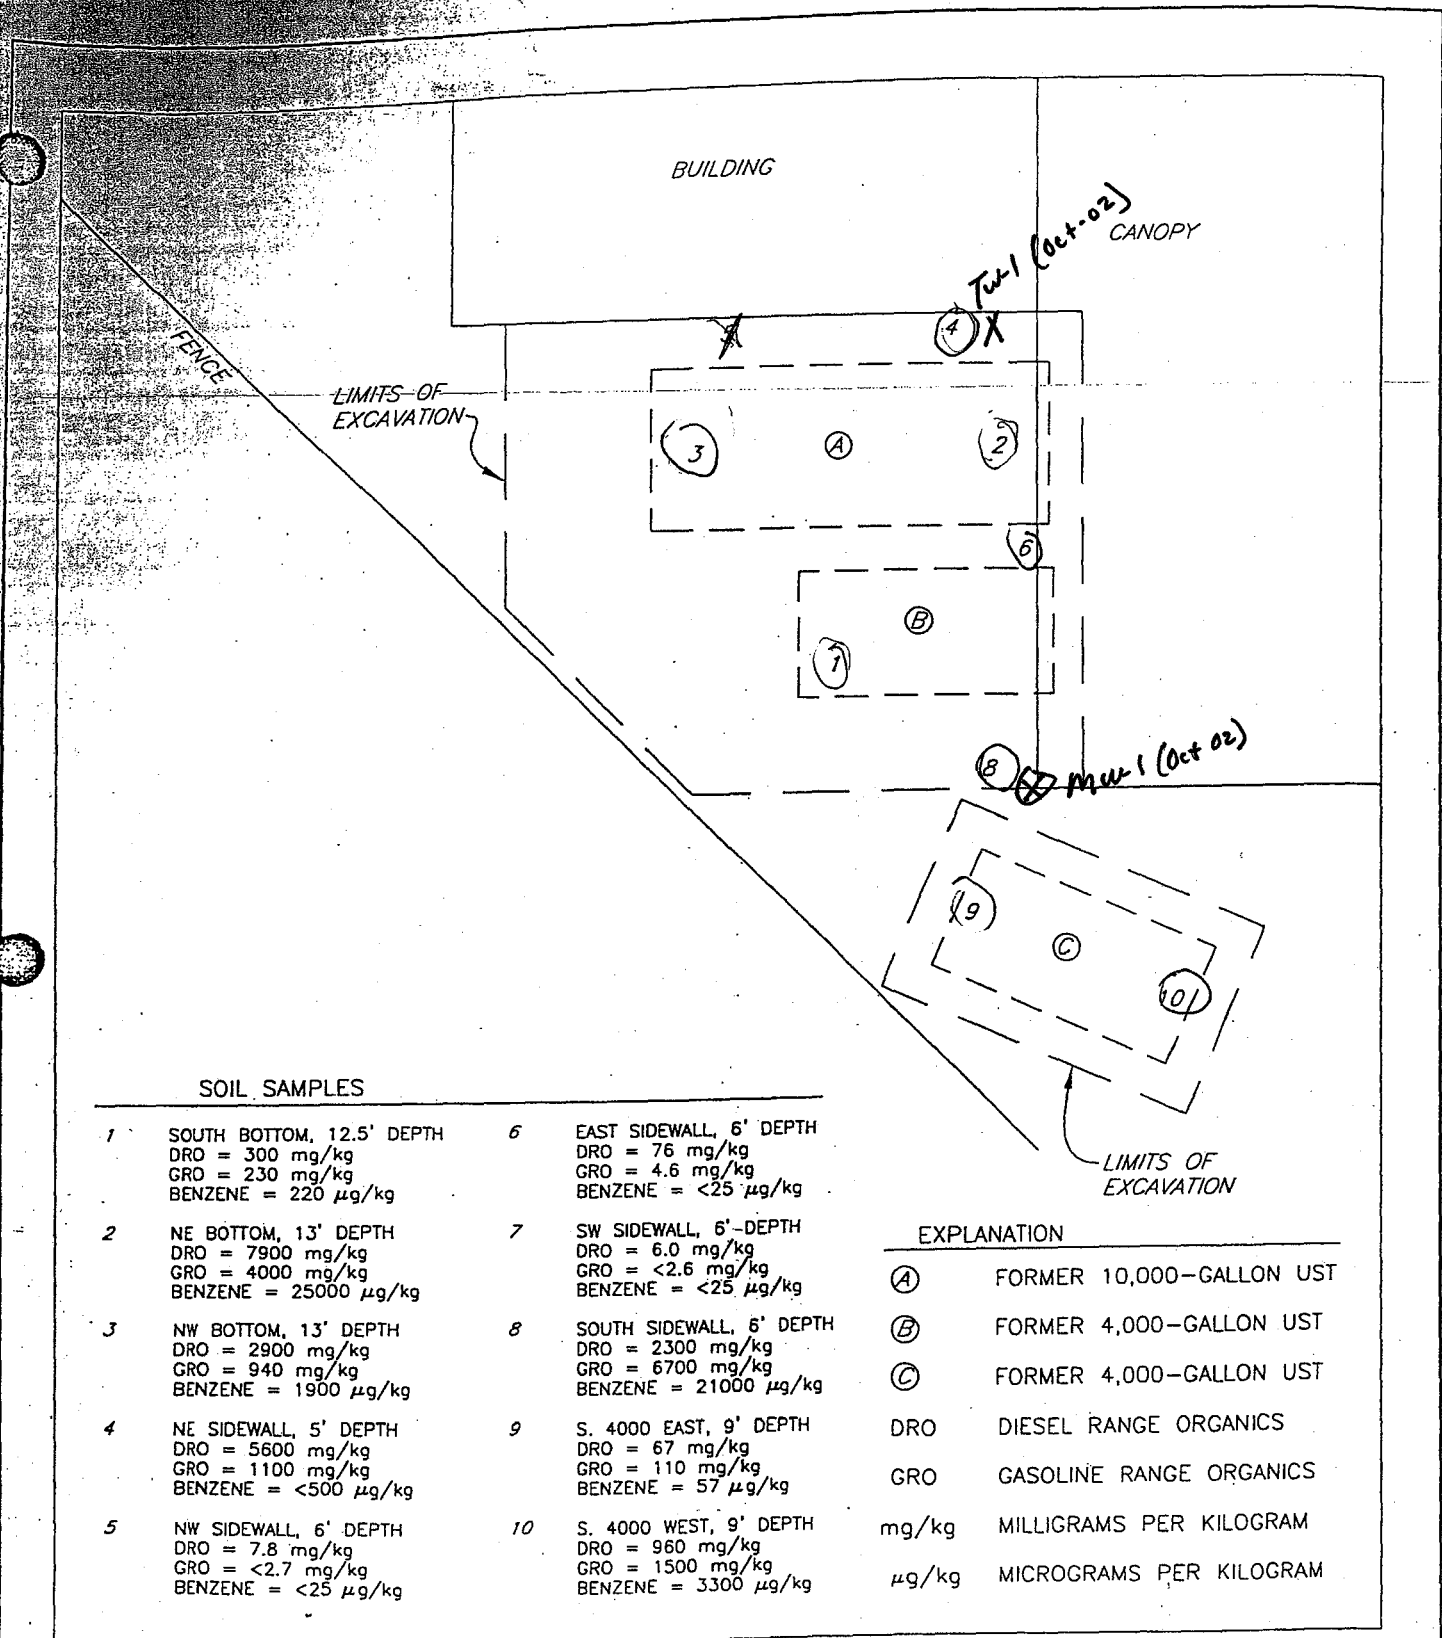 BUILDING
CANOPY
TW-1 (Oct-02)
4 X
FENCE
LIMITS OF
EXCAVATION
3
A
2
6
B
1
8
MW-1 (Oct 02)
9
C
10
LIMITS OF
EXCAVATION
SOIL SAMPLES
1 SOUTH BOTTOM, 12.5' DEPTH
DRO = 300 mg/kg
GRO = 230 mg/kg
BENZENE = 220 µg/kg
2 NE BOTTOM, 13' DEPTH
DRO = 7900 mg/kg
GRO = 4000 mg/kg
BENZENE = 25000 µg/kg
3 NW BOTTOM, 13' DEPTH
DRO = 2900 mg/kg
GRO = 940 mg/kg
BENZENE = 1900 µg/kg
4 NE SIDEWALL, 5' DEPTH
DRO = 5600 mg/kg
GRO = 1100 mg/kg
BENZENE = <500 µg/kg
5 NW SIDEWALL, 6' DEPTH
DRO = 7.8 mg/kg
GRO = <2.7 mg/kg
BENZENE = <25 µg/kg
6 EAST SIDEWALL, 6' DEPTH
DRO = 76 mg/kg
GRO = 4.6 mg/kg
BENZENE = <25 µg/kg
7 SW SIDEWALL, 6'-DEPTH
DRO = 6.0 mg/kg
GRO = <2.6 mg/kg
BENZENE = <25 µg/kg
8 SOUTH SIDEWALL, 6' DEPTH
DRO = 2300 mg/kg
GRO = 6700 mg/kg
BENZENE = 21000 µg/kg
9 S. 4000 EAST, 9' DEPTH
DRO = 67 mg/kg
GRO = 110 mg/kg
BENZENE = 57 µg/kg
10 S. 4000 WEST, 9' DEPTH
DRO = 960 mg/kg
GRO = 1500 mg/kg
BENZENE = 3300 µg/kg
EXPLANATION
A FORMER 10,000-GALLON UST
B FORMER 4,000-GALLON UST
C FORMER 4,000-GALLON UST
DRO DIESEL RANGE ORGANICS
GRO GASOLINE RANGE ORGANICS
mg/kg MILLIGRAMS PER KILOGRAM
µg/kg MICROGRAMS PER KILOGRAM